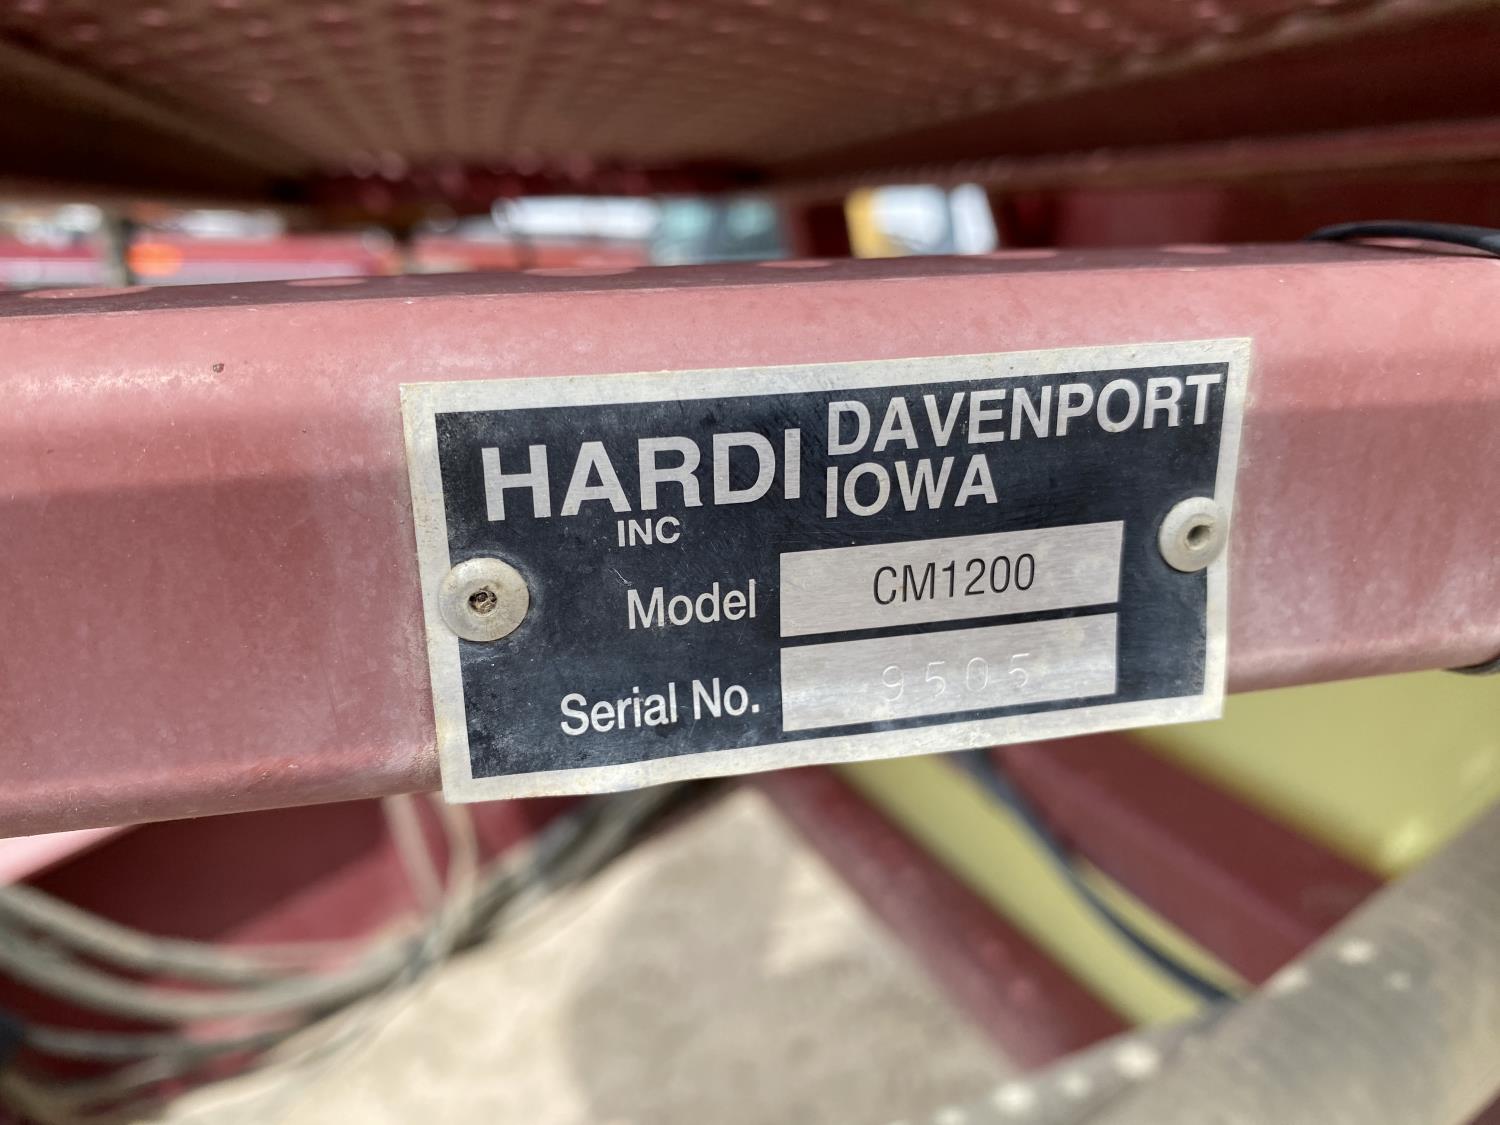 HARDI
INC
DAVENPORT
IOWA
Model CM1200
Serial No. 9505